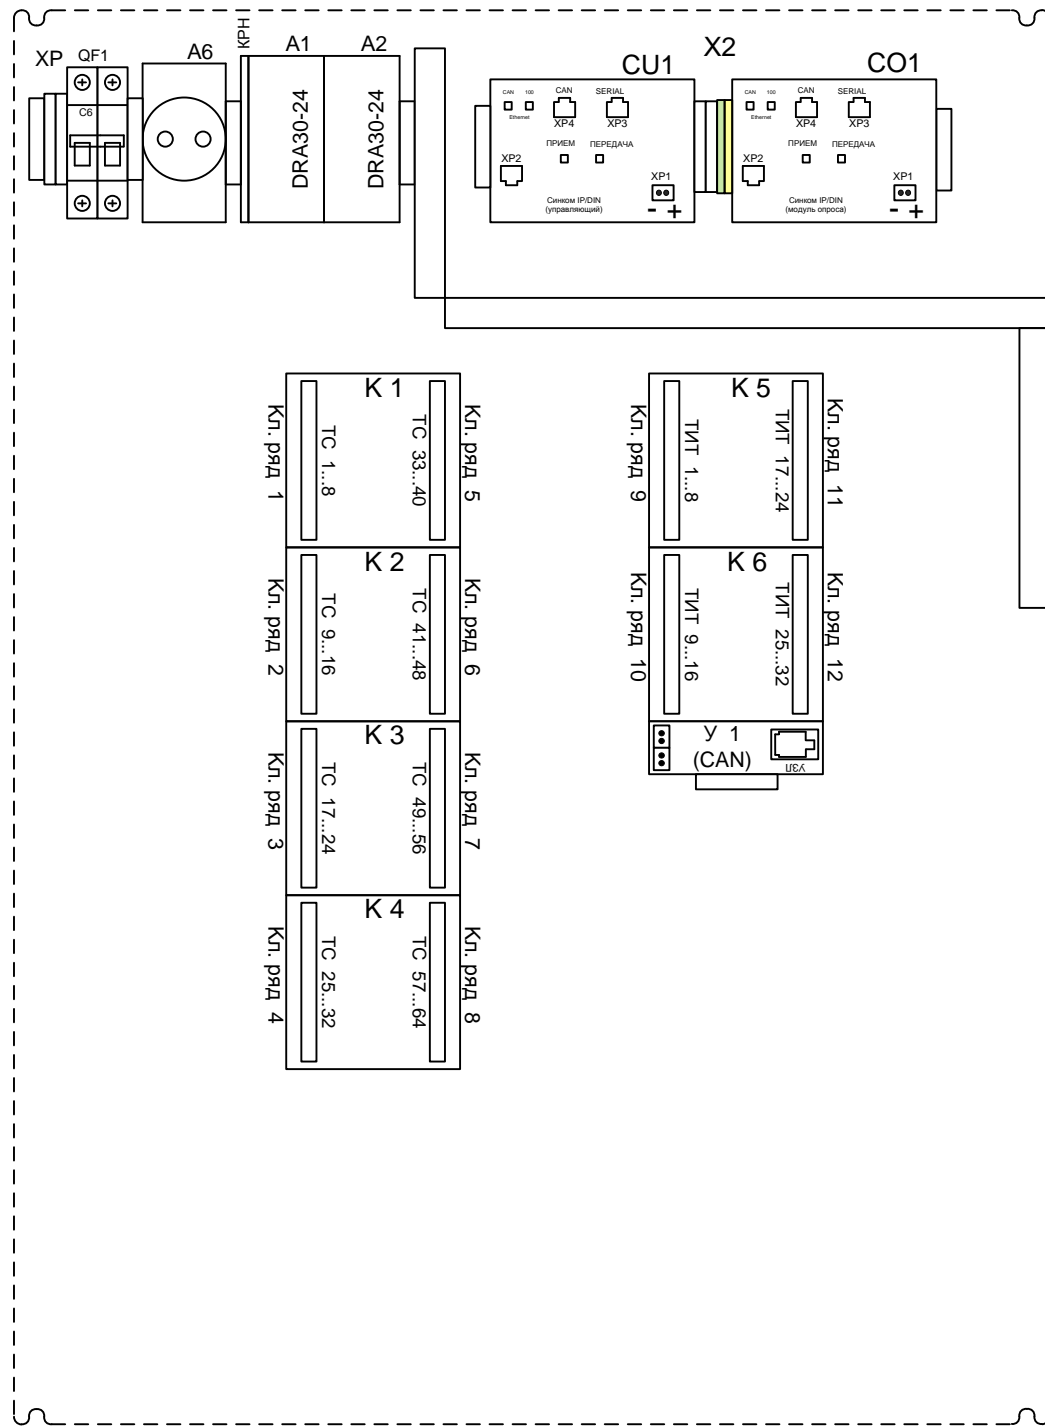 XP
QF1
C6
A6
КРН
A1
A2
DRA30-24
DRA30-24
X2
CU1
CAN 100
Ethernet
CAN
XP4
SERIAL
XP3
ПРИЕМ
ПЕРЕДАЧА
XP2
XP1
Синком IP/DIN
(управляющий)
- +
CO1
CAN 100
Ethernet
CAN
XP4
SERIAL
XP3
ПРИЕМ
ПЕРЕДАЧА
XP2
XP1
Синком IP/DIN
(модуль опроса)
- +
К 1
Кл. ряд 1
ТС 1...8
ТС 33...40
Кл. ряд 5
К 2
Кл. ряд 2
ТС 9...16
ТС 41...48
Кл. ряд 6
К 3
Кл. ряд 3
ТС 17...24
ТС 49...56
Кл. ряд 7
К 4
Кл. ряд 4
ТС 25...32
ТС 57...64
Кл. ряд 8
К 5
Кл. ряд 9
ТИТ 1...8
ТИТ 17...24
Кл. ряд 11
К 6
Кл. ряд 10
ТИТ 9...16
ТИТ 25...32
Кл. ряд 12
У 1
(CAN)
УЗЛ